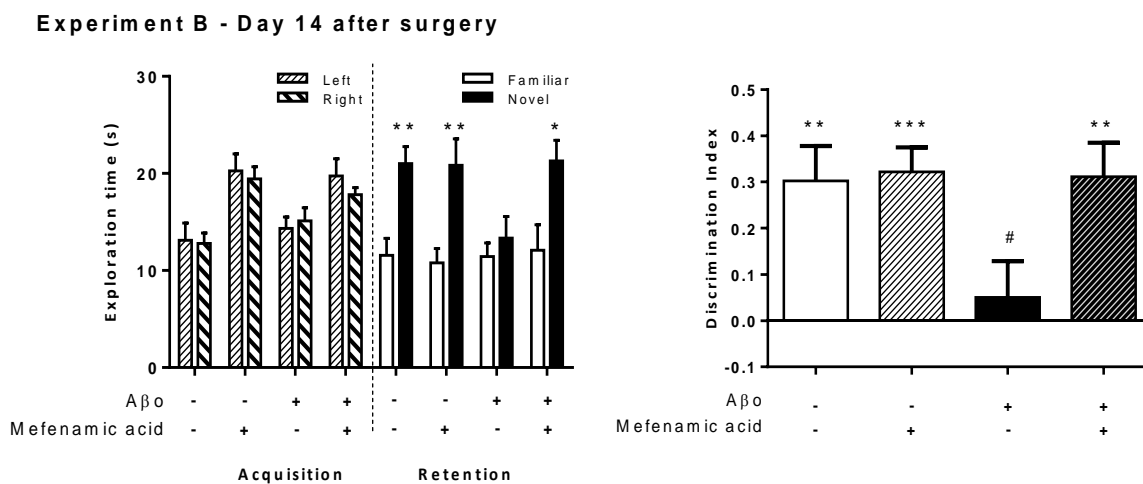 Experiment B - Day 14 after surgery
Exploration time (s)
30
20
10
0
Left
Right
Familiar
Novel
** ** *
Aβo - - + + - - + +
Mefenamic acid - + - + - + - +
Acquisition Retention
Discrimination Index
0.5
0.4
0.3
0.2
0.1
0.0
-0.1
** *** # **
Aβo - - + +
Mefenamic acid - + - +